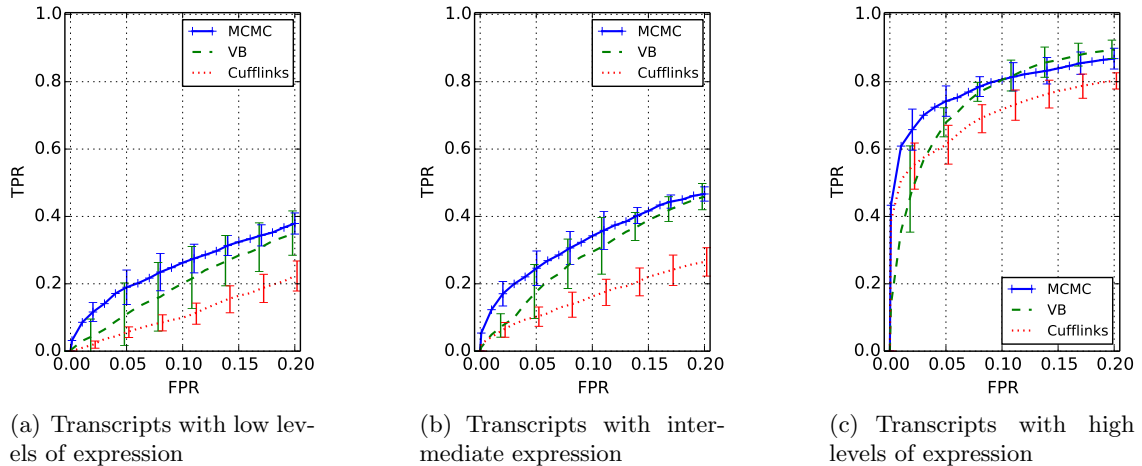 1.0
0.8
0.6
0.4
0.2
0.0
TPR
0.00 0.05 0.10 0.15 0.20
FPR
MCMC
VB
Cufflinks
(a) Transcripts with low lev-
els of expression
1.0
0.8
0.6
0.4
0.2
0.0
TPR
0.00 0.05 0.10 0.15 0.20
FPR
MCMC
VB
Cufflinks
(b) Transcripts with inter-
mediate expression
1.0
0.8
0.6
0.4
0.2
0.0
TPR
0.00 0.05 0.10 0.15 0.20
FPR
MCMC
VB
Cufflinks
(c) Transcripts with high
levels of expression